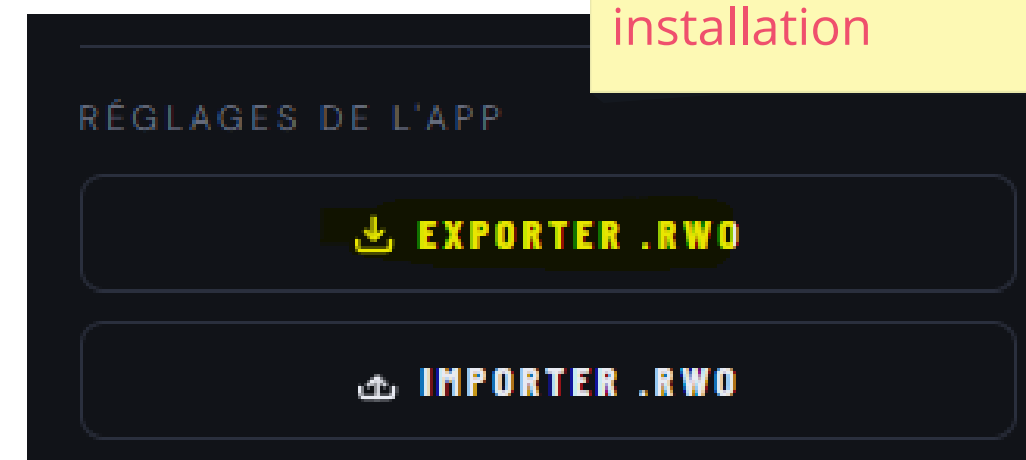 installation
RÉGLAGES DE L'APP
EXPORTER .RWO
IMPORTER .RWO